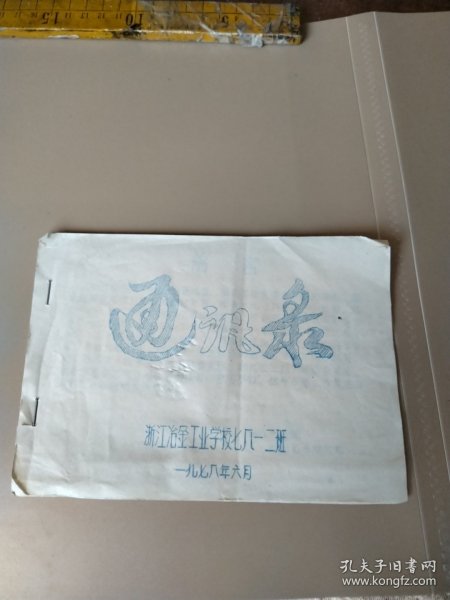 通讯录
浙江冶金工业学校七八一二班
一九七八年六月
孔夫子旧书网
www.kongfz.com